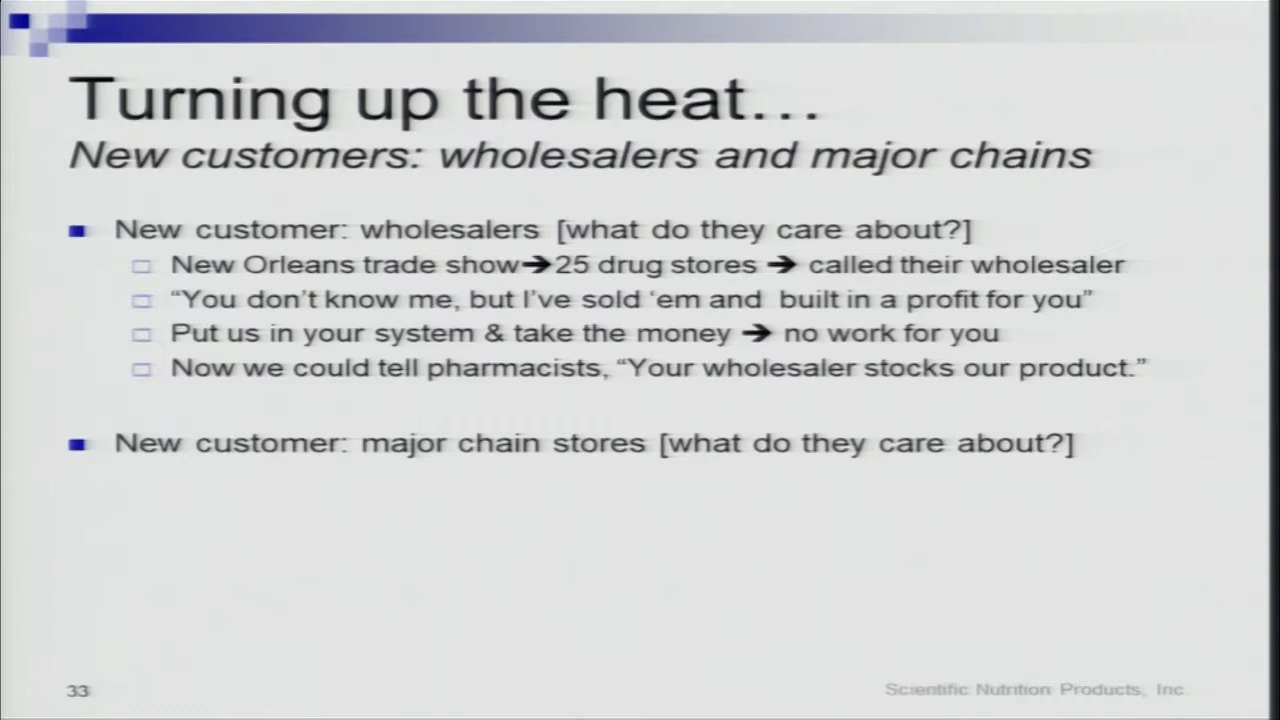 Turning up the heat…
New customers: wholesalers and major chains
New customer: wholesalers [what do they care about?]
New Orleans trade show➔25 drug stores ➔ called their wholesaler
“You don’t know me, but I’ve sold ‘em and built in a profit for you”
Put us in your system & take the money ➔ no work for you
Now we could tell pharmacists, “Your wholesaler stocks our product.”
New customer: major chain stores [what do they care about?]
33
Scientific Nutrition Products, Inc.